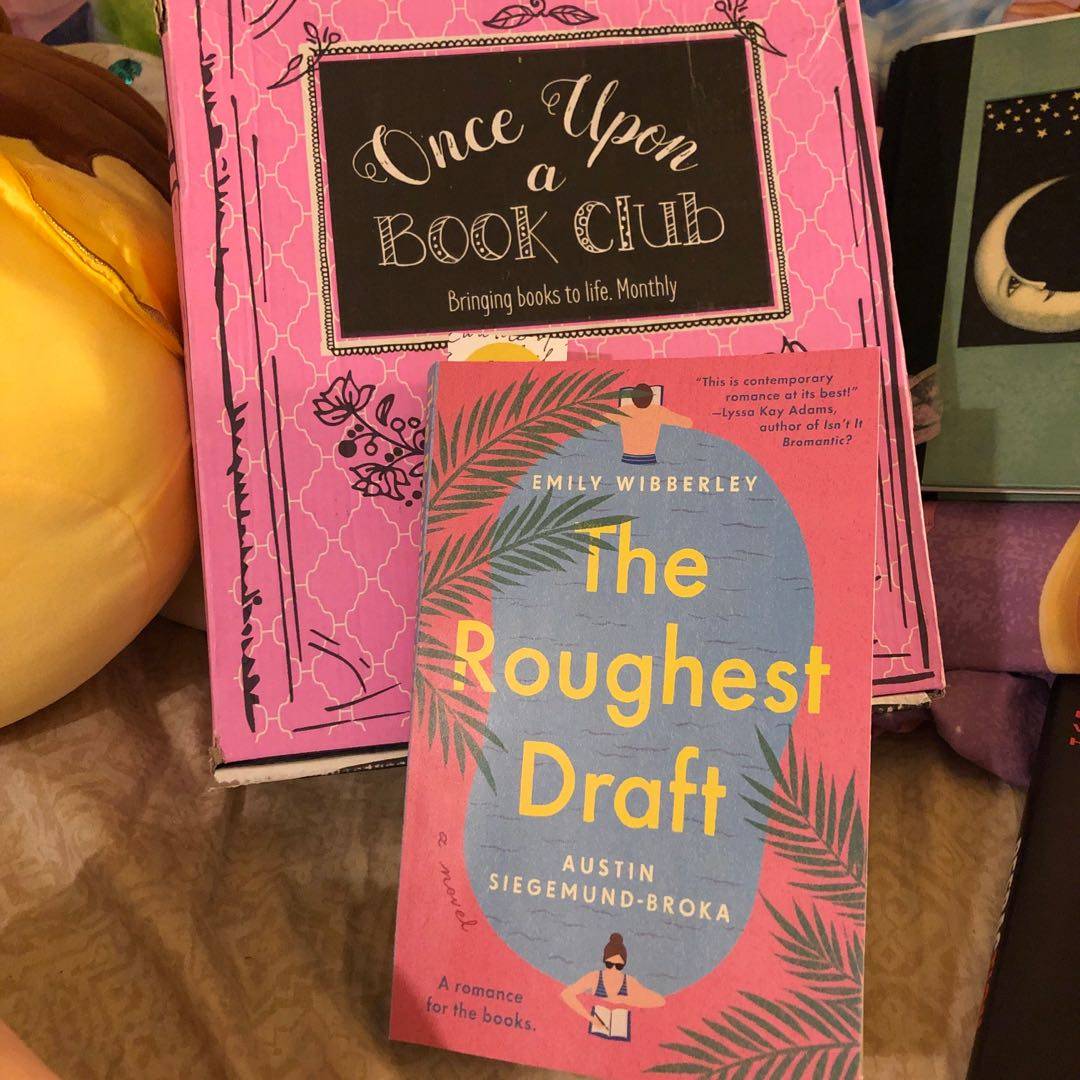 Once Upon
a
Book Club
Bringing books to life. Monthly
"This is contemporary
romance at its best!"
—Lyssa Kay Adams,
author of Isn't It
Bromantic?
EMILY WIBBERLEY
The
Roughest
Draft
AUSTIN
SIEGEMUND-BROKA
a novel
A romance
for the books.